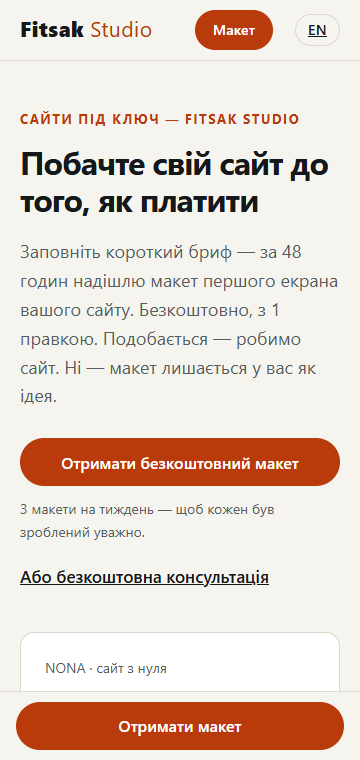 Fitsak Studio
Макет
EN
САЙТИ ПІД КЛЮЧ — FITSAK STUDIO
Побачте свій сайт до
того, як платити
Заповніть короткий бриф — за 48
годин надішлю макет першого екрана
вашого сайту. Безкоштовно, з 1
правкою. Подобається — робимо
сайт. Ні — макет лишається у вас як
ідея.
Отримати безкоштовний макет
3 макети на тиждень — щоб кожен був
зроблений уважно.
Або безкоштовна консультація
NONA · сайт з нуля
Отримати макет